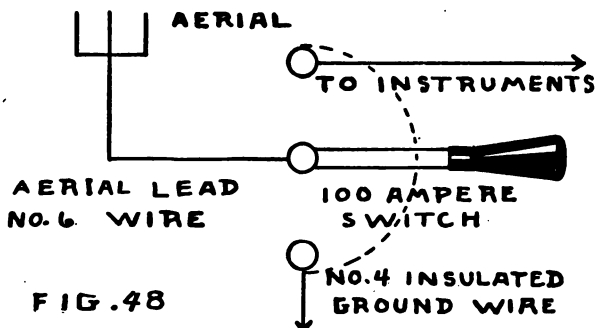 AERIAL
TO INSTRUMENTS
AERIAL LEAD
NO. 6 WIRE
100 AMPERE
SWITCH
NO. 4 INSULATED
GROUND WIRE
FIG. 48